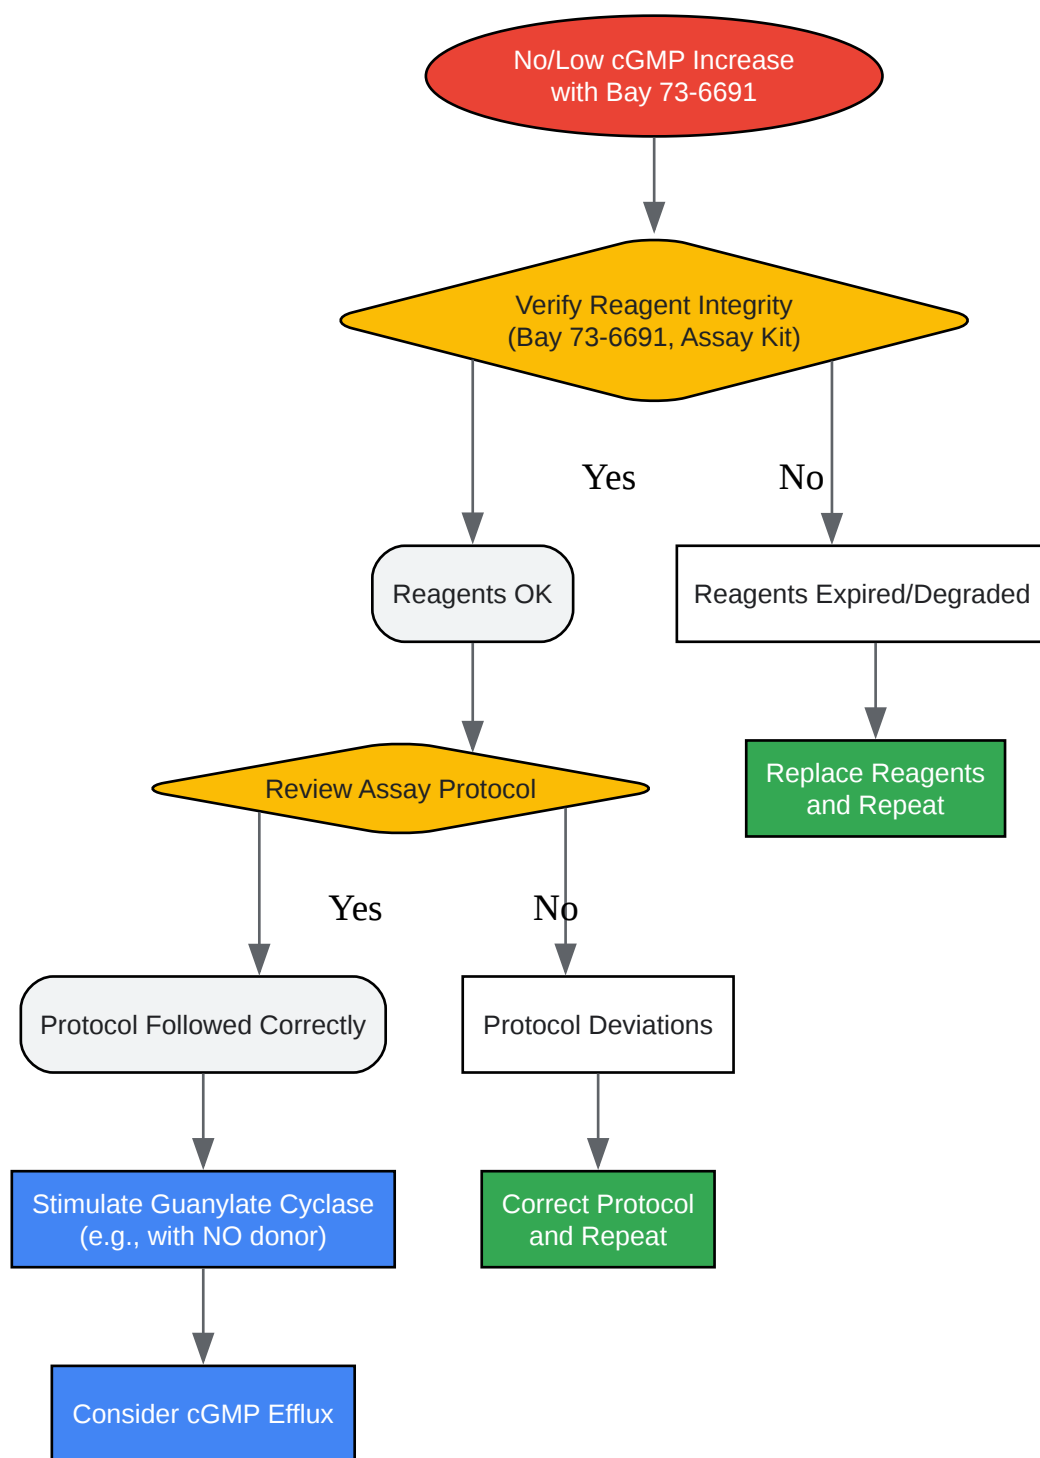 No/Low cGMP Increase
with Bay 73-6691
Verify Reagent Integrity
(Bay 73-6691, Assay Kit)
Yes
No
Reagents OK
Reagents Expired/Degraded
Review Assay Protocol
Replace Reagents
and Repeat
Yes
No
Protocol Followed Correctly
Protocol Deviations
Stimulate Guanylate Cyclase
(e.g., with NO donor)
Correct Protocol
and Repeat
Consider cGMP Efflux